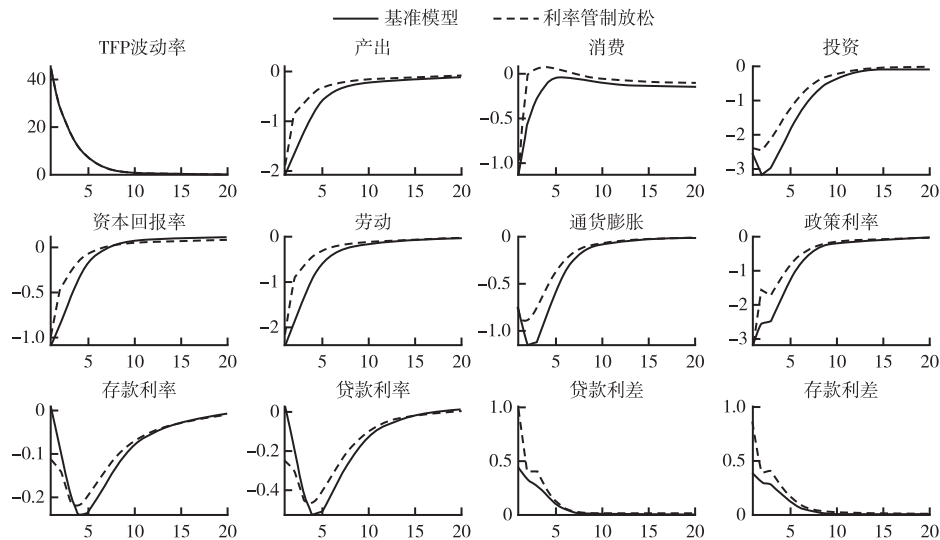 基准模型 利率管制放松
TFP波动率 产出 消费 投资
40 0 0 0
20 −1 −0.5 −1
0 −2 −1.0 −2
−3
5 10 15 20 5 10 15 20 5 10 15 20 5 10 15 20
资本回报率 劳动 通货膨胀 政策利率
0 0 0 0
−0.5 −1 −0.5 −1
−1.0 −2 −1.0 −2
−3
5 10 15 20 5 10 15 20 5 10 15 20 5 10 15 20
存款利率 贷款利率 贷款利差 存款利差
0 0 1.0 1.0
−0.1 −0.2 0.5 0.5
−0.2 −0.4 0 0
5 10 15 20 5 10 15 20 5 10 15 20 5 10 15 20